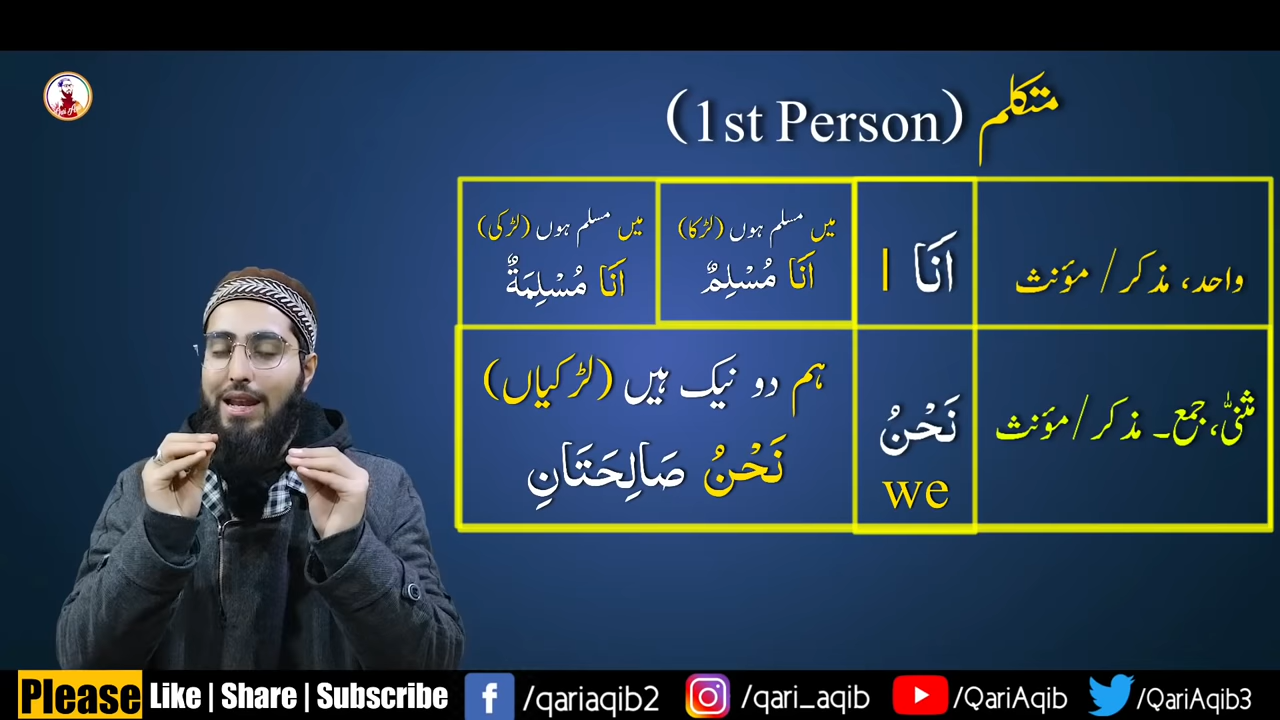 متکلم (1st Person)
واحد، مذکر / مؤنث
اَنَا I
میں مسلم ہوں (لڑکا)
اَنَا مُسْلِمٌ
میں مسلم ہوں (لڑکی)
اَنَا مُسْلِمَةٌ
مثنیّٰ، جمع۔ مذکر / مؤنث
نَحْنُ
we
ہم دو نیک ہیں (لڑکیاں)
نَحْنُ صَالِحَتَانِ
Please Like | Share | Subscribe /qariaqib2 /qari_aqib /QariAqib /QariAqib3